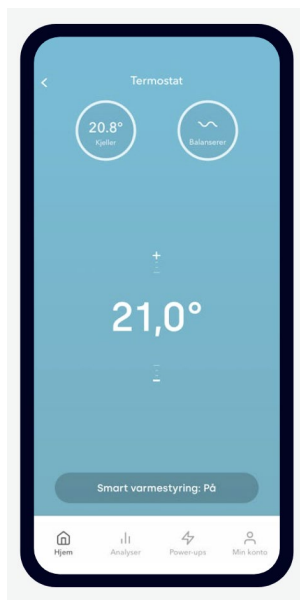 Termostat
20.8°
Kjeller
Balanserer
+
21,0°
-
Smart varmestyring: På
Hjem
Analyser
Power-ups
Min konto